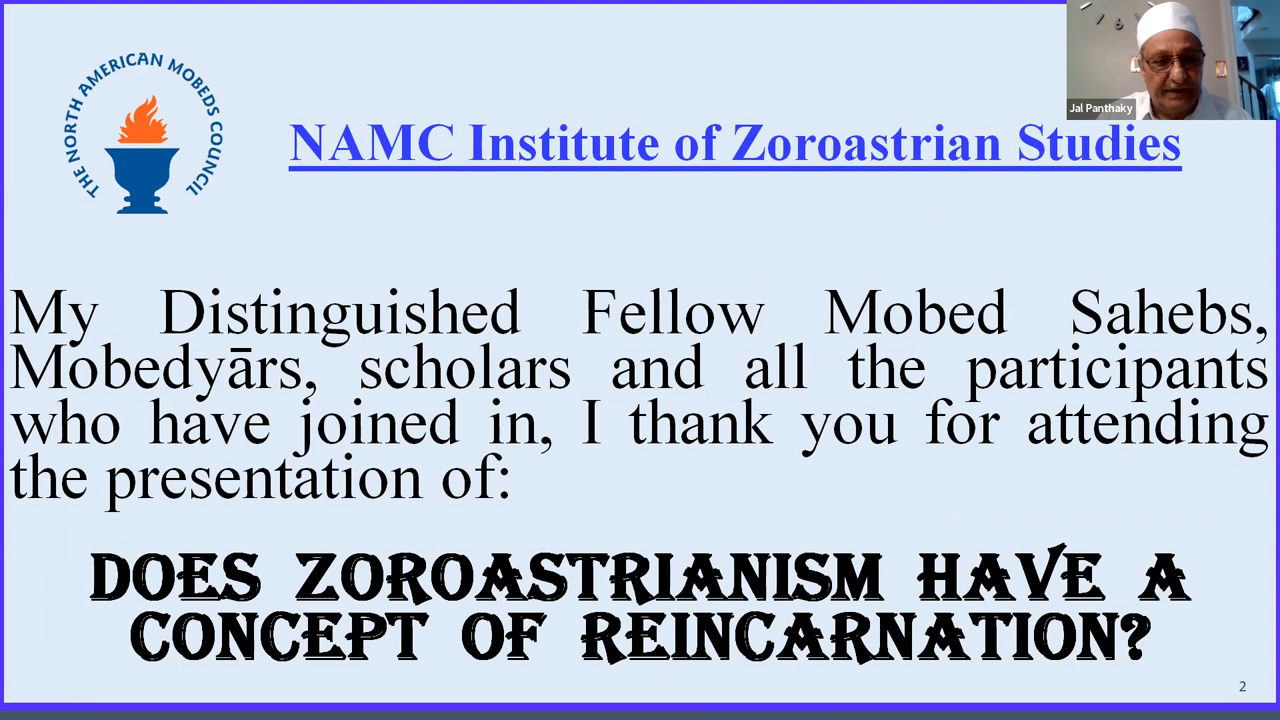 THE NORTH AMERICAN MOBEDS COUNCIL
Jal Panthaky
NAMC Institute of Zoroastrian Studies
My Distinguished Fellow Mobed Sahebs,
Mobedyārs, scholars and all the participants
who have joined in, I thank you for attending
the presentation of:
DOES ZOROASTRIANISM HAVE A
CONCEPT OF REINCARNATION?
2